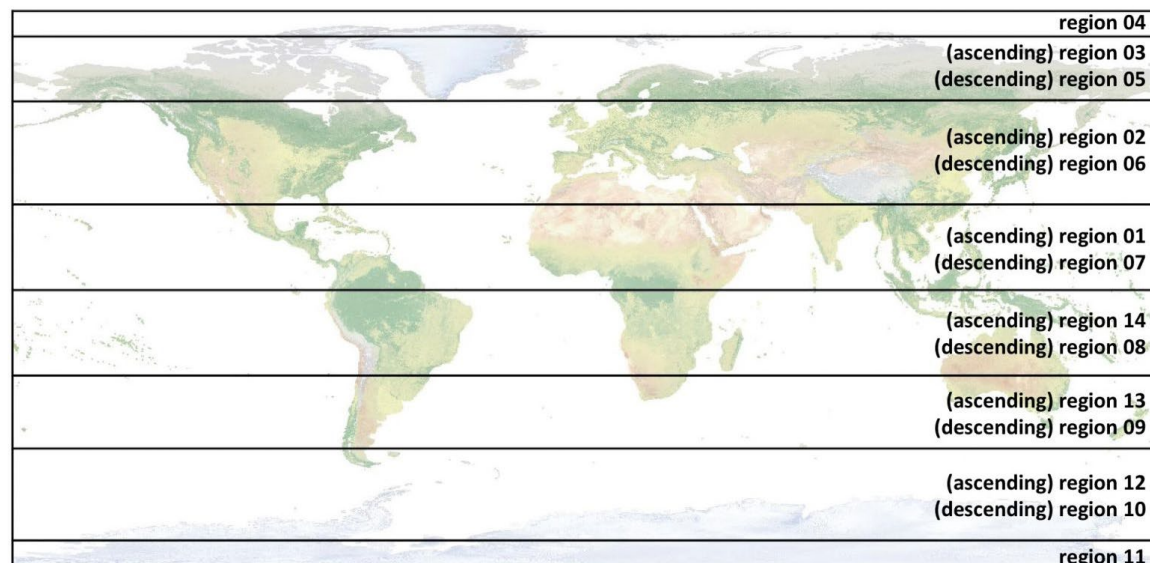 region 04
(ascending) region 03
(descending) region 05
(ascending) region 02
(descending) region 06
(ascending) region 01
(descending) region 07
(ascending) region 14
(descending) region 08
(ascending) region 13
(descending) region 09
(ascending) region 12
(descending) region 10
region 11